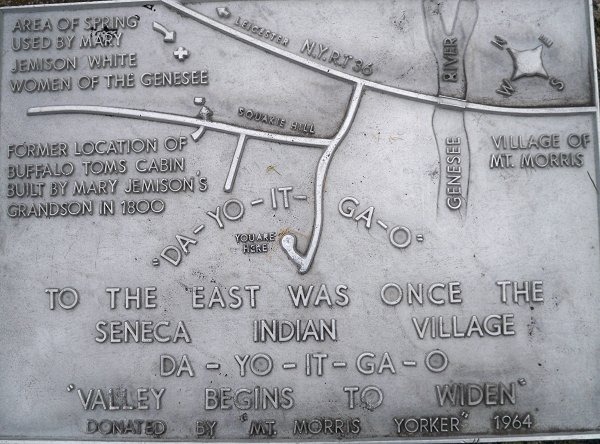 AREA OF SPRING
USED BY MARY
JEMISON WHITE
WOMEN OF THE GENESEE
LEICESTER
N.Y.RT 36
GENESEE RIVER
N
E
W
S
SQUAKIE HILL
FORMER LOCATION OF
BUFFALO TOMS CABIN
BUILT BY MARY JEMISON'S
GRANDSON IN 1800
VILLAGE OF
MT. MORRIS
"DA-YO-IT-GA-O"
YOU ARE
HERE
TO THE EAST WAS ONCE THE
SENECA INDIAN VILLAGE
DA-YO-IT-GA-O
"VALLEY BEGINS TO WIDEN"
DONATED BY "MT. MORRIS YORKER" 1964